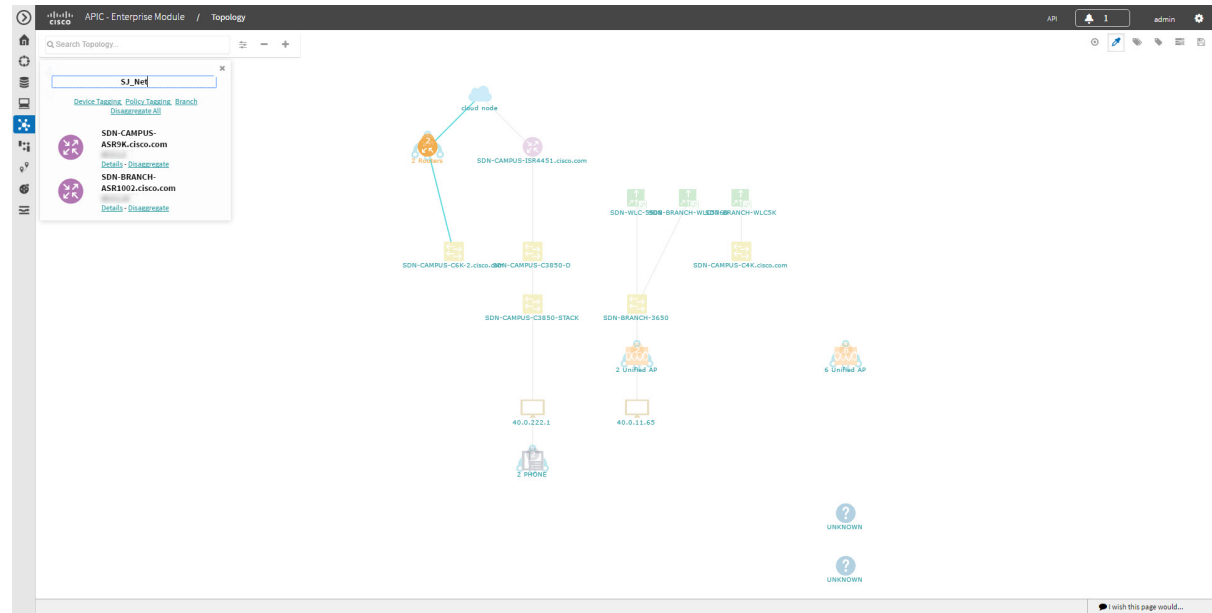 cisco APIC - Enterprise Module / Topology API 1 admin
Search Topology...
SJ_Net
Device Tagging Policy Tagging Branch
Disaggregate All
SDN-CAMPUS-
ASR9K.cisco.com
Details - Disaggregate
SDN-BRANCH-
ASR1002.cisco.com
Details - Disaggregate
cloud node
2
2 Routers
SDN-CAMPUS-ISR4451.cisco.com
SDN-BRANCH-WLC5K
SDN-CAMPUS-C6K-2.cisco.com
SDN-CAMPUS-C3850-D
SDN-CAMPUS-C4K.cisco.com
SDN-CAMPUS-C3850-STACK
SDN-BRANCH-3650
2 Unified AP
6 Unified AP
40.0.222.1
40.0.11.65
2 PHONE
?
UNKNOWN
?
UNKNOWN
I wish this page would...